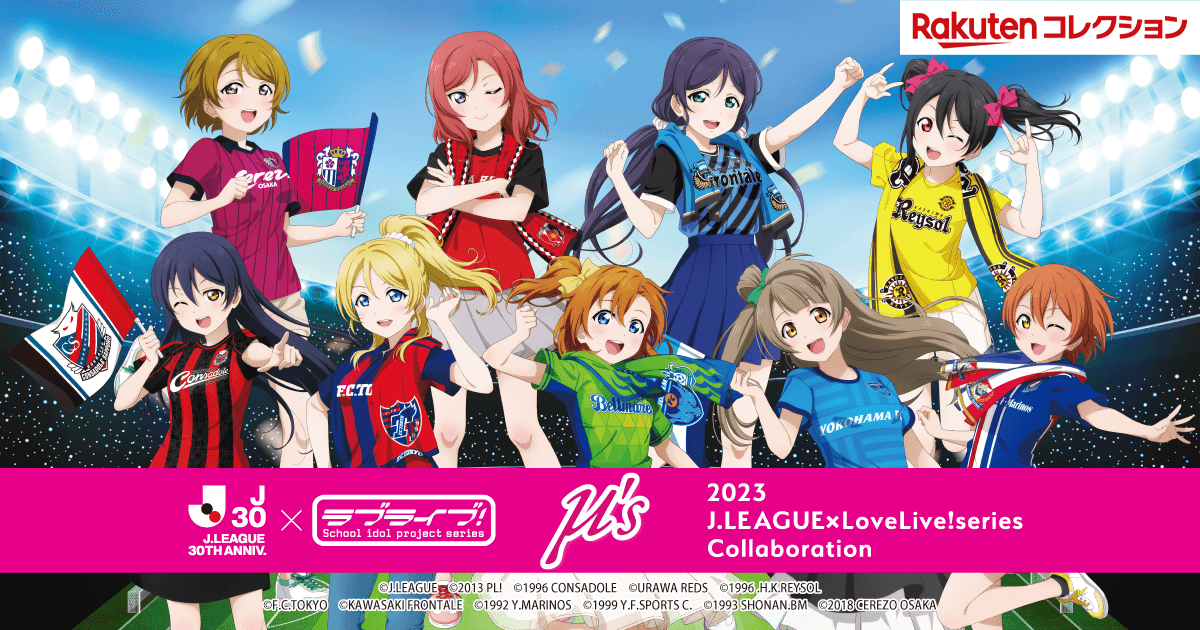 Rakuten コレクション
Cerezo
OSAKA
Frontale
Reysol
Consadole
F.C.TO
Bellmare
YOKOHAMA F
Marinos
J
30
J.LEAGUE
30TH ANNIV.
×
ラブライブ!
School idol project series
μ's
2023
J.LEAGUE×LoveLive!series
Collaboration
©J.LEAGUE ©2013 PL! ©1996 CONSADOLE ©URAWA REDS ©1996 .H.K.REYSOL
©F.C.TOKYO ©KAWASAKI FRONTALE ©1992 Y.MARINOS ©1999 Y.F.SPORTS C. ©1993 SHONAN.BM ©2018 CEREZO OSAKA